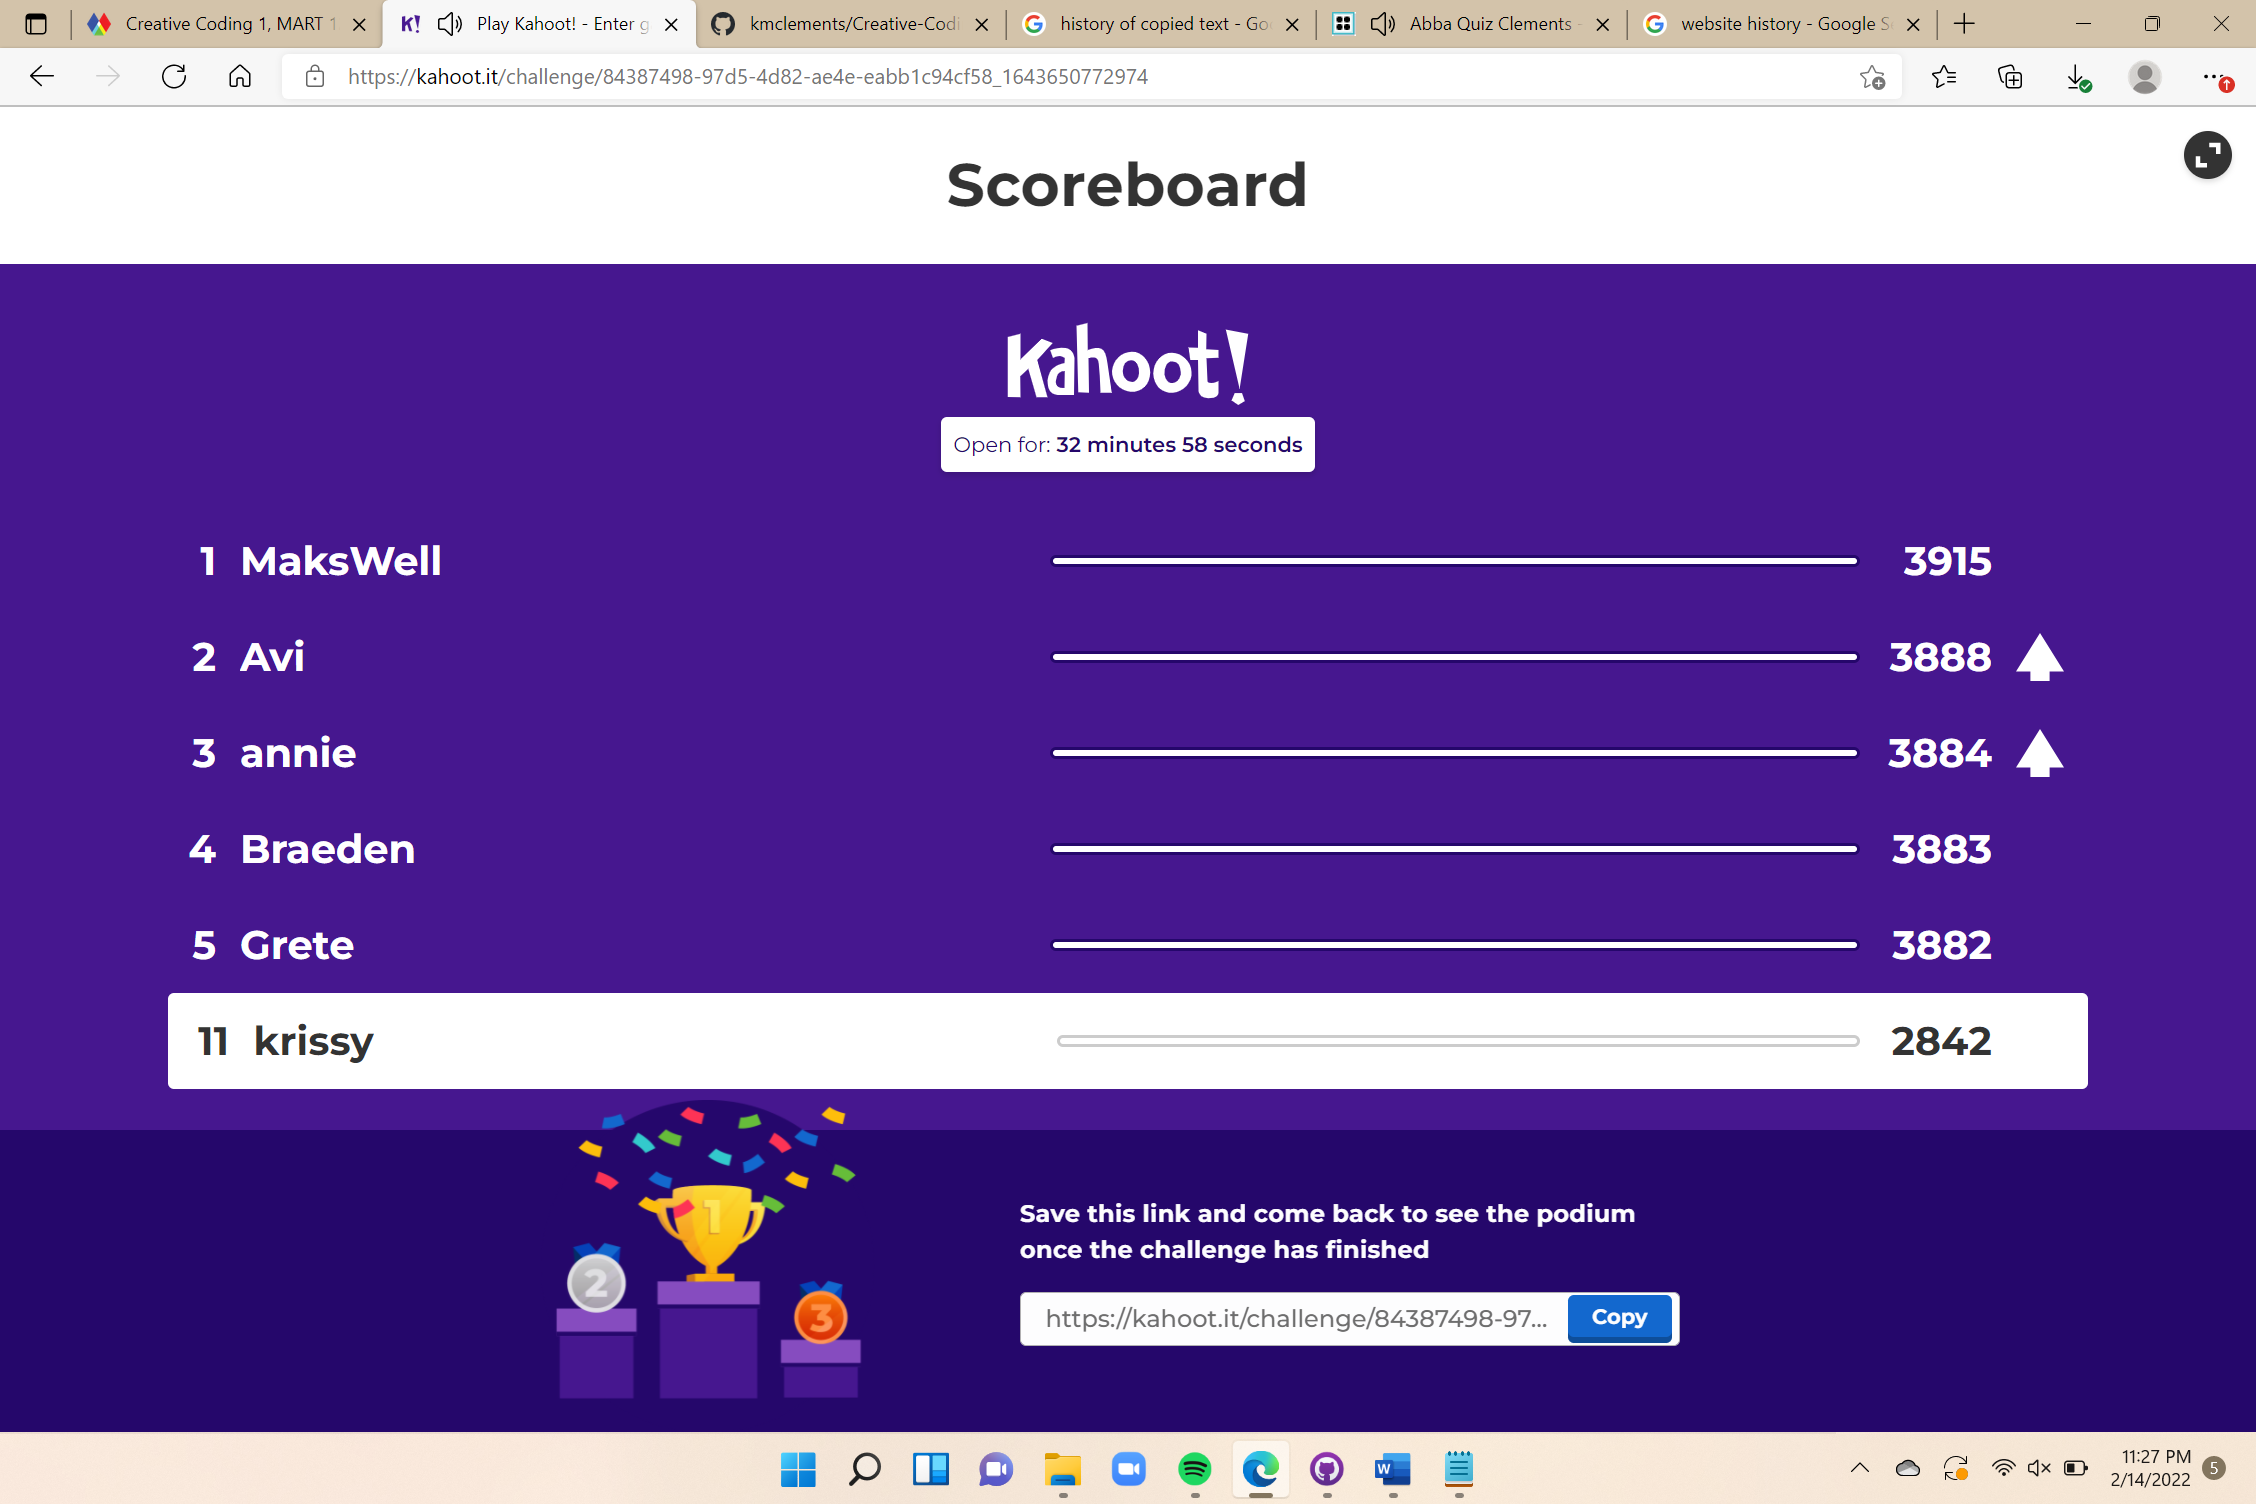 Creative Coding 1, MART 1
K! Play Kahoot! - Enter g
kmclements/Creative-Codi
G history of copied text - Go
Abba Quiz Clements -
G website history - Google S
https://kahoot.it/challenge/84387498-97d5-4d82-ae4e-eabb1c94cf58_1643650772974
Scoreboard
Kahoot!
Open for: 32 minutes 58 seconds
1 MaksWell 3915
2 Avi 3888
3 annie 3884
4 Braeden 3883
5 Grete 3882
11 krissy 2842
1
2
3
Save this link and come back to see the podium
once the challenge has finished
https://kahoot.it/challenge/84387498-97... Copy
W
11:27 PM
2/14/2022
5